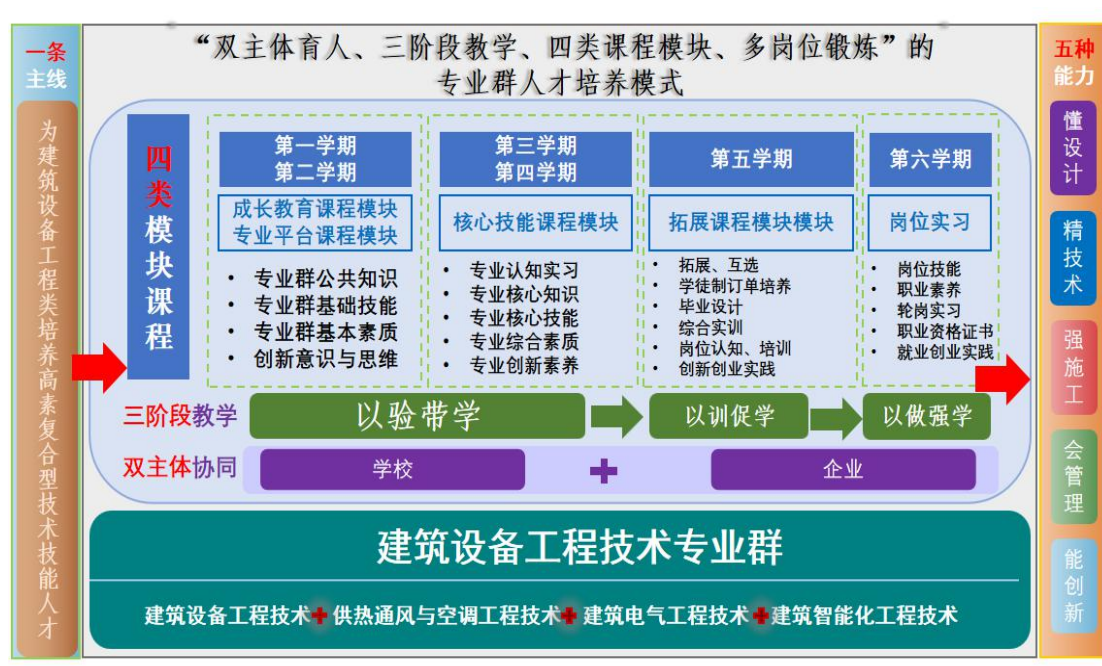 一条
主线
为建筑设备工程类培养高素复合型技术技能人才
“双主体育人、三阶段教学、四类课程模块、多岗位锻炼”的
专业群人才培养模式
四类模块课程
第一学期
第二学期
成长教育课程模块
专业平台课程模块
• 专业群公共知识
• 专业群基础技能
• 专业群基本素质
• 创新意识与思维
第三学期
第四学期
核心技能课程模块
• 专业认知实习
• 专业核心知识
• 专业核心技能
• 专业综合素质
• 专业创新素养
第五学期
拓展课程模块模块
• 拓展、互选
• 学徒制订单培养
• 毕业设计
• 综合实训
• 岗位认知、培训
• 创新创业实践
第六学期
岗位实习
• 岗位技能
• 职业素养
• 轮岗实习
• 职业资格证书
• 就业创业实践
三阶段教学
以验带学
以训促学
以做强学
双主体协同
学校
+
企业
建筑设备工程技术专业群
建筑设备工程技术+供热通风与空调工程技术+建筑电气工程技术+建筑智能化工程技术
五种
能力
懂设计
精技术
强施工
会管理
能创新